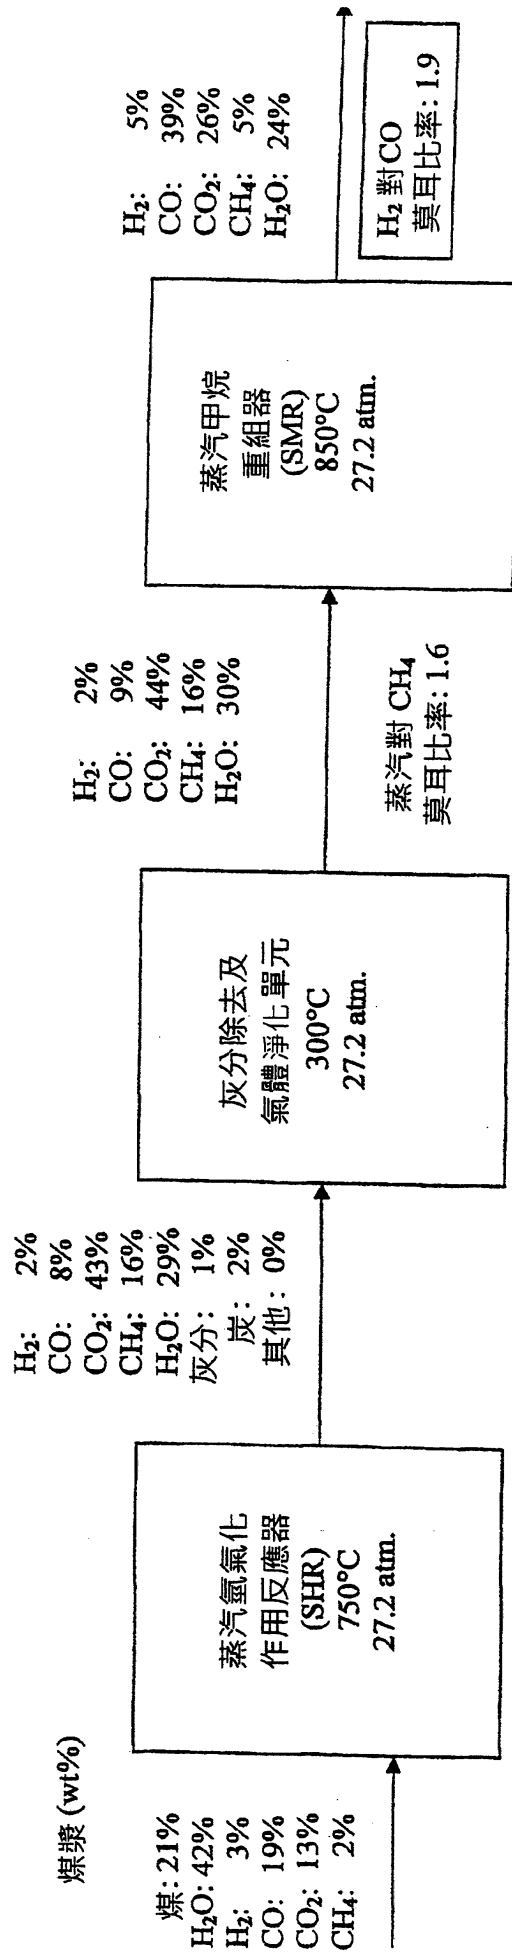 煤漿 (wt%)
煤: 21%
H₂O: 42%
H₂: 3%
CO: 19%
CO₂: 13%
CH₄: 2%
蒸汽氫氣化
作用反應器
(SHR)
750°C
27.2 atm.
H₂: 2%
CO: 8%
CO₂: 43%
CH₄: 16%
H₂O: 29%
灰分: 1%
炭: 2%
其他: 0%
灰分除去及
氣體淨化單元
300°C
27.2 atm.
H₂: 2%
CO: 9%
CO₂: 44%
CH₄: 16%
H₂O: 30%
蒸汽對 CH₄
莫耳比率: 1.6
蒸汽甲烷
重組器
(SMR)
850°C
27.2 atm.
H₂: 5%
CO: 39%
CO₂: 26%
CH₄: 5%
H₂O: 24%
H₂ 對 CO
莫耳比率: 1.9